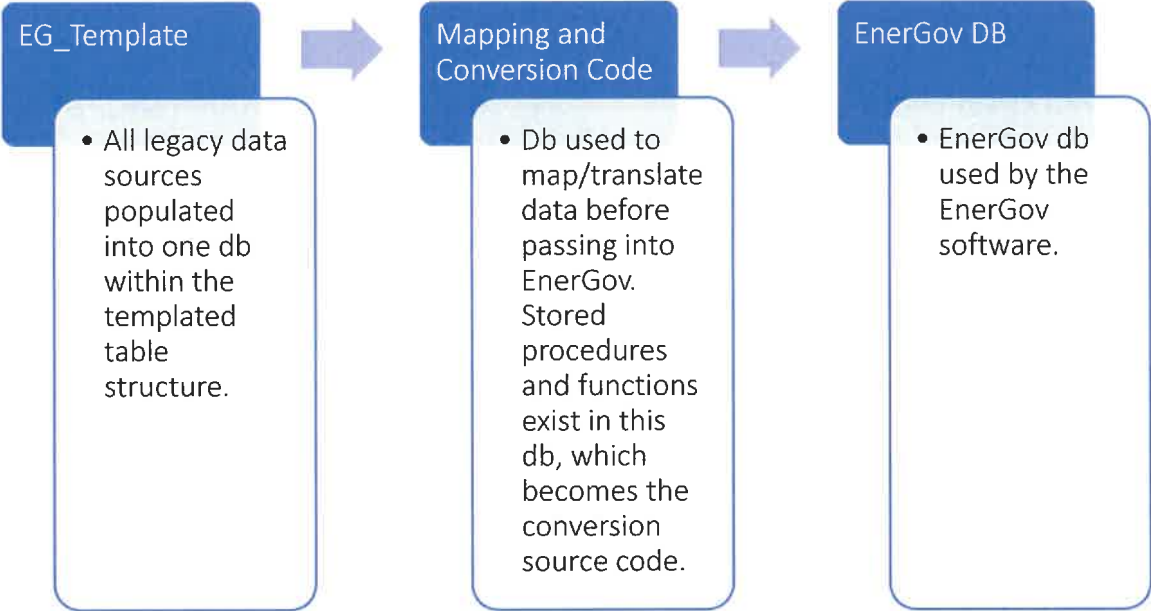 EG_Template
• All legacy data
sources
populated
into one db
within the
templated
table
structure.
Mapping and
Conversion Code
• Db used to
map/translate
data before
passing into
EnerGov.
Stored
procedures
and functions
exist in this
db, which
becomes the
conversion
source code.
EnerGov DB
• EnerGov db
used by the
EnerGov
software.